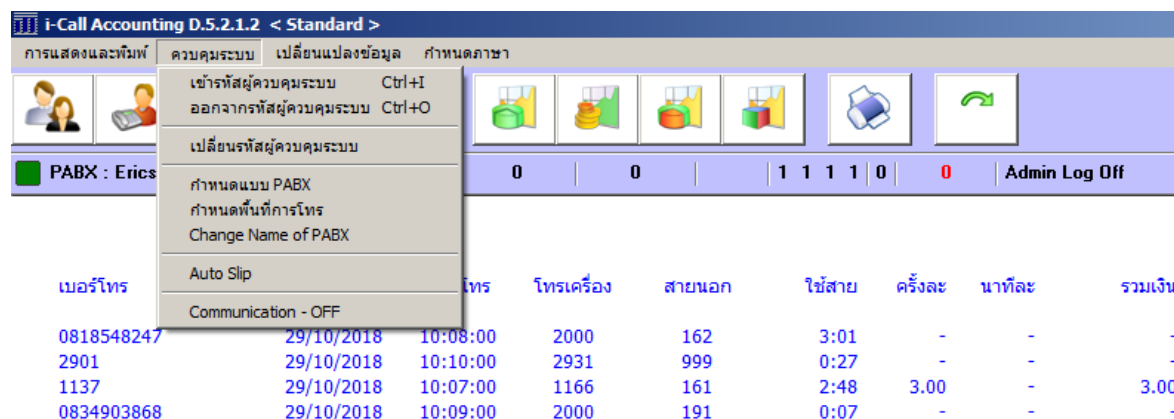 i-Call Accounting D.5.2.1.2 < Standard >
การแสดงและพิมพ์ ควบคุมระบบ เปลี่ยนแปลงข้อมูล กำหนดภาษา
เข้ารหัสผู้ควบคุมระบบ Ctrl+I
ออกจากรหัสผู้ควบคุมระบบ Ctrl+O
เปลี่ยนรหัสผู้ควบคุมระบบ
กำหนดแบบ PABX
กำหนดพื้นที่การโทร
Change Name of PABX
Auto Slip
Communication - OFF
PABX : Erics 0 0 1 1 1 1 0 0 Admin Log Off
เบอร์โทร โทร โทรเครื่อง สายนอก ใช้สาย ครั้งละ นาทีละ รวมเงิน
0818548247 29/10/2018 10:08:00 2000 162 3:01 - - -
2901 29/10/2018 10:10:00 2931 999 0:27 - - -
1137 29/10/2018 10:07:00 1166 161 2:48 3.00 - 3.00
0834903868 29/10/2018 10:09:00 2000 191 0:07 - - -